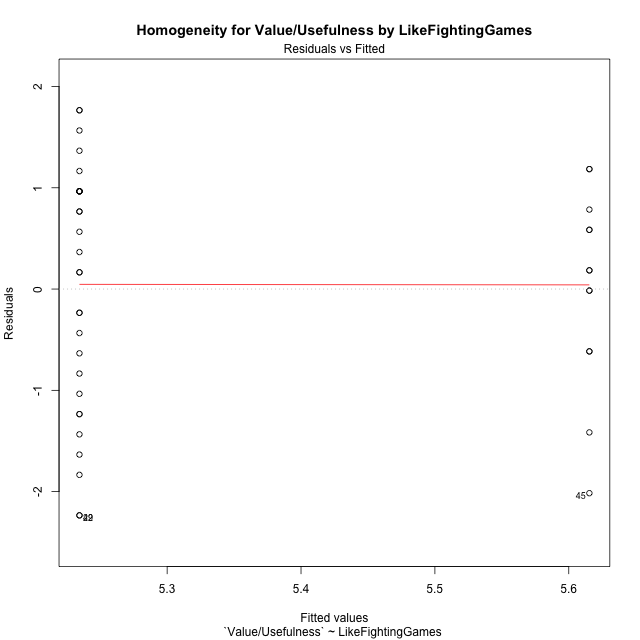 Homogeneity for Value/Usefulness by LikeFightingGames
Residuals vs Fitted
2
1
0
-1
-2
Residuals
45
5.3 5.4 5.5 5.6
Fitted values
`Value/Usefulness` ~ LikeFightingGames